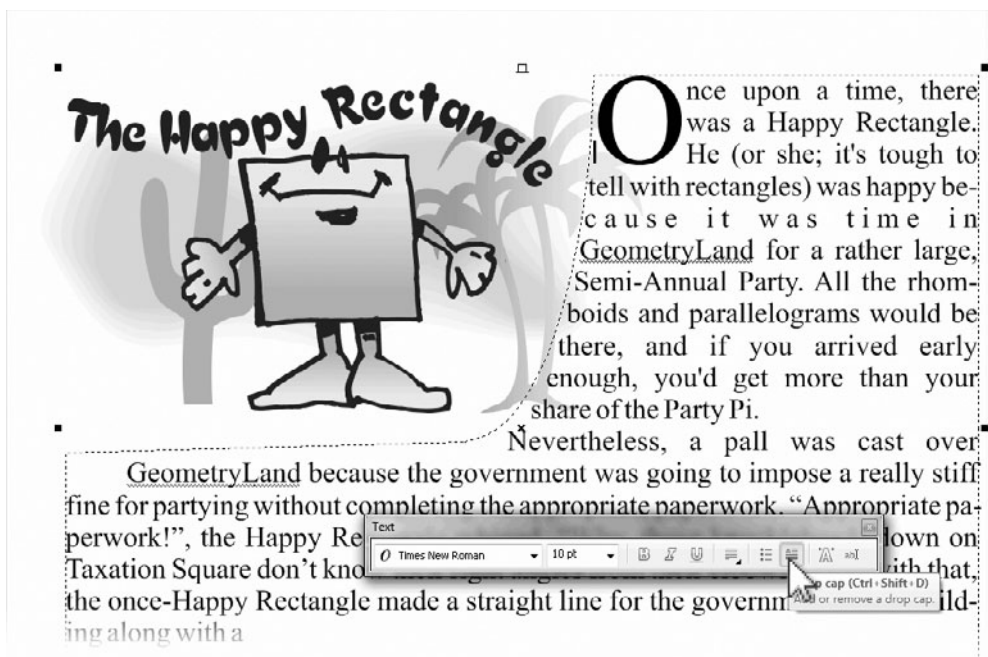 The Happy Rectangle
Once upon a time, there
was a Happy Rectangle.
He (or she; it's tough to
tell with rectangles) was happy be-
cause it was time in
GeometryLand for a rather large,
Semi-Annual Party. All the rhom-
boids and parallelograms would be
there, and if you arrived early
enough, you'd get more than your
share of the Party Pi.
Nevertheless, a pall was cast over
GeometryLand because the government was going to impose a really stiff
fine for partying without completing the appropriate paperwork. “Appropriate pa-
perwork!”, the Happy
down on
Text
Times New Roman
10 pt
Taxation Square don’t
with that,
cap (Ctrl+Shift+D)
or remove a drop cap.
the once-Happy Rectangle made a straight line for the
ing along with a